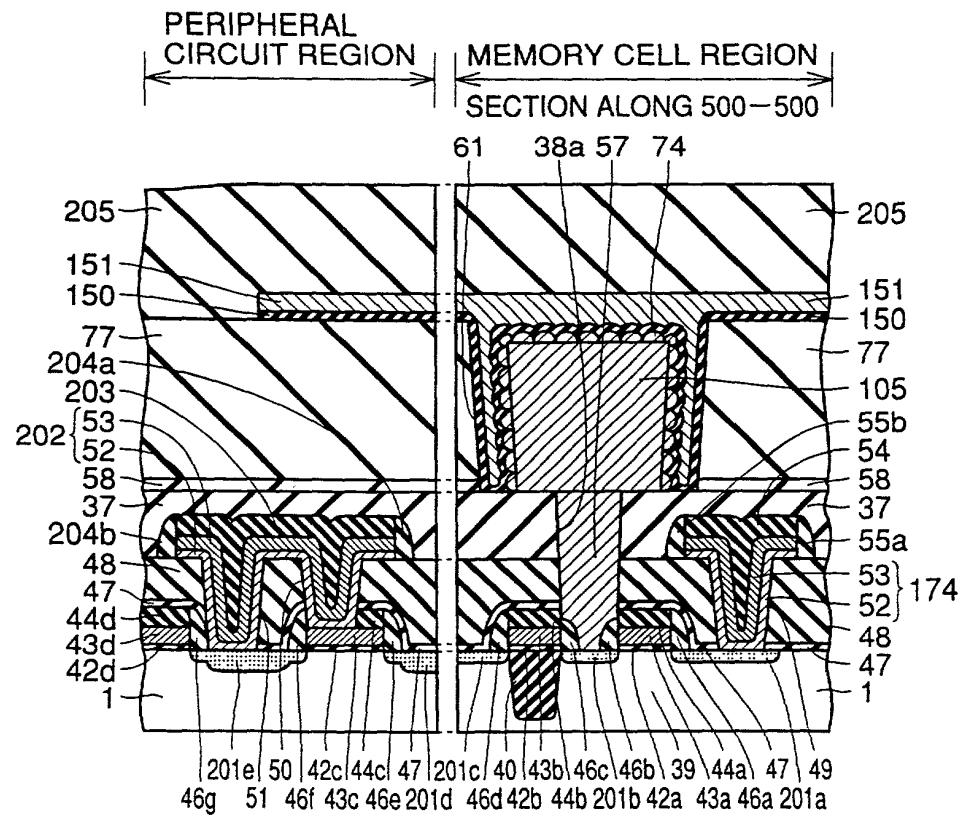 PERIPHERAL
CIRCUIT REGION
MEMORY CELL REGION
SECTION ALONG 500-500
61 38a 57 74
205 205
151 151
150 150
77 77
204a 105
203 55b
202 { 53 54
52 58
58 37
37 55a
204b 53 } 174
48 52
47 48
44d 47
43d 1
42d
1
201e 50 42c 44c 47 201c 40 43b 46c 46b 39 44a 47 49
46g 51 46f 43c 46e 201d 46d 42b 44b 201b 42a 43a 46a 201a